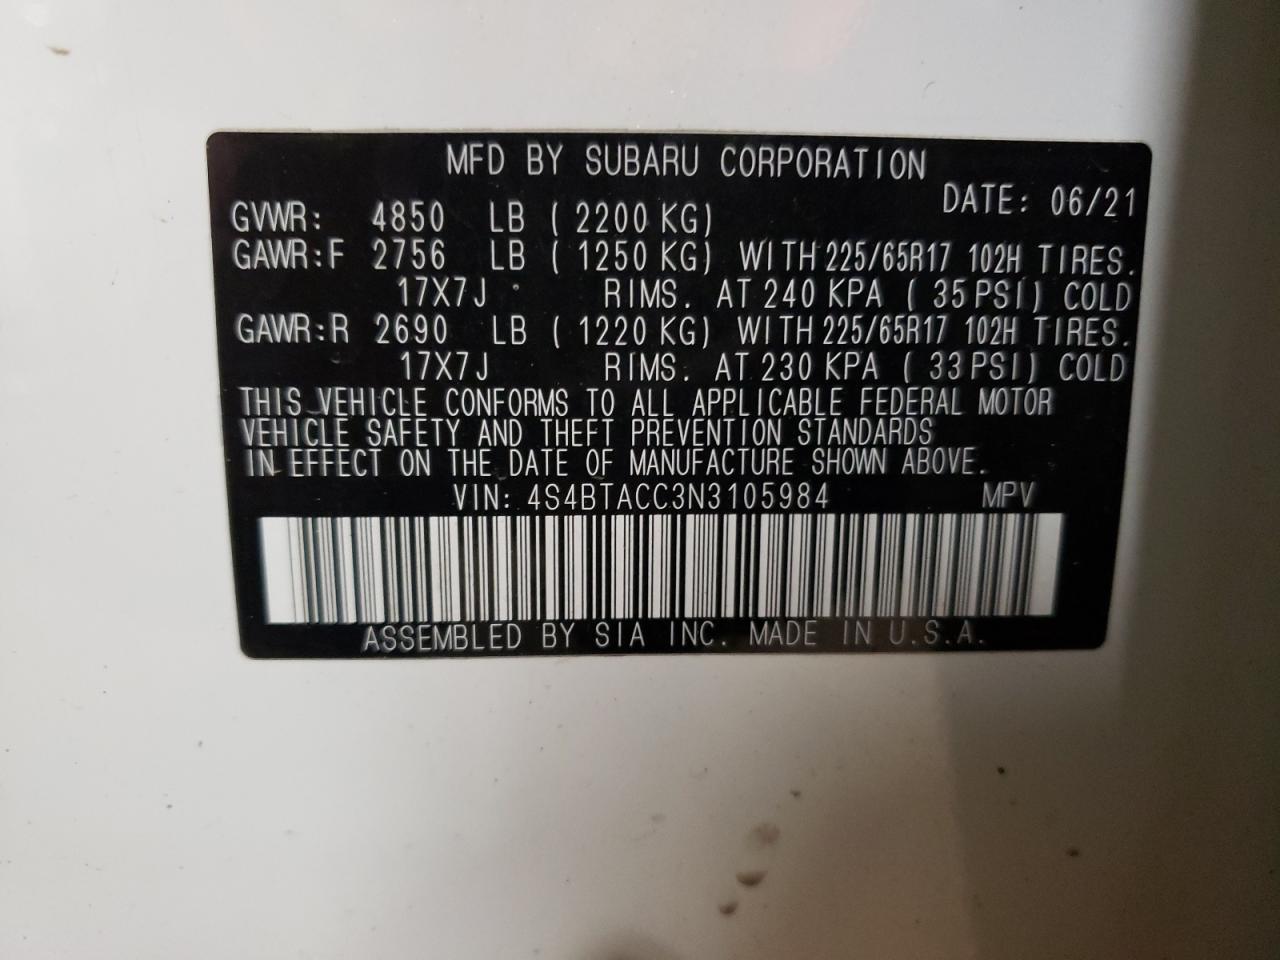 MFD BY SUBARU CORPORATION
DATE: 06/21
GVWR: 4850 LB ( 2200 KG)
GAWR:F 2756 LB ( 1250 KG) WITH 225/65R17 102H TIRES.
17X7J RIMS. AT 240 KPA ( 35 PSI) COLD
GAWR:R 2690 LB ( 1220 KG) WITH 225/65R17 102H TIRES.
17X7J RIMS. AT 230 KPA ( 33 PSI) COLD
THIS VEHICLE CONFORMS TO ALL APPLICABLE FEDERAL MOTOR
VEHICLE SAFETY AND THEFT PREVENTION STANDARDS
IN EFFECT ON THE DATE OF MANUFACTURE SHOWN ABOVE.
VIN: 4S4BTACC3N3105984 MPV
ASSEMBLED BY SIA INC. MADE IN U.S.A.